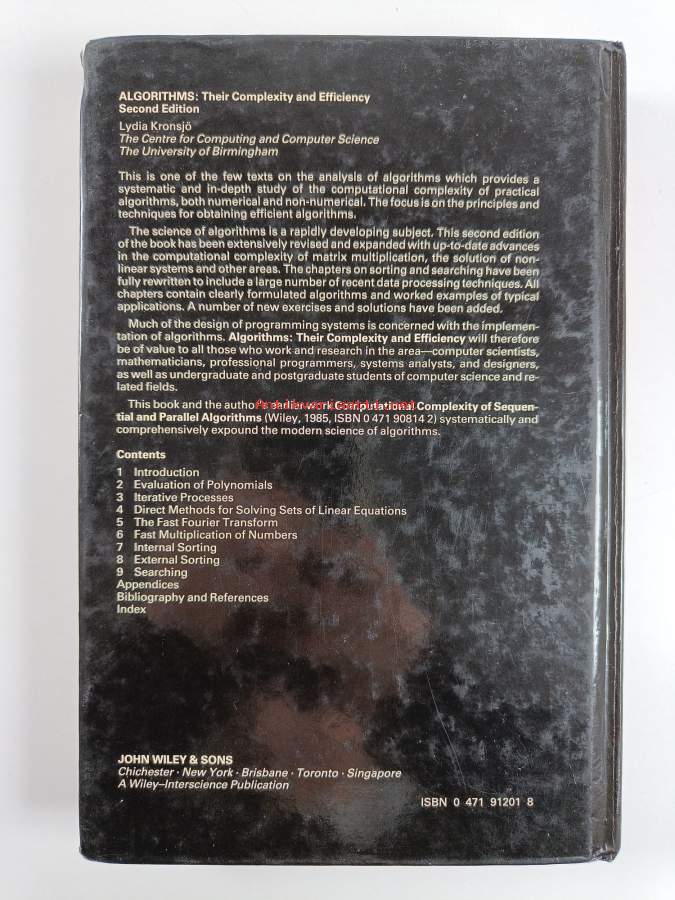 ALGORITHMS: Their Complexity and Efficiency
Second Edition
Lydia Kronsjö
The Centre for Computing and Computer Science
The University of Birmingham
This is one of the few texts on the analysis of algorithms which provides a
systematic and in-depth study of the computational complexity of practical
algorithms, both numerical and non-numerical. The focus is on the principles and
techniques for obtaining efficient algorithms.
The science of algorithms is a rapidly developing subject. This second edition
of the book has been extensively revised and expanded with up-to-date advances
in the computational complexity of matrix multiplication, the solution of non-
linear systems and other areas. The chapters on sorting and searching have been
fully rewritten to include a large number of recent data processing techniques. All
chapters contain clearly formulated algorithms and worked examples of typical
applications. A number of new exercises and solutions have been added.
Much of the design of programming systems is concerned with the implemen-
tation of algorithms. Algorithms: Their Complexity and Efficiency will therefore
be of value to all those who work and research in the area—computer scientists,
mathematicians, professional programmers, systems analysts, and designers,
as well as undergraduate and postgraduate students of computer science and re-
lated fields.
This book and the author's earlier work Computational Complexity of Sequen-
tial and Parallel Algorithms (Wiley, 1985, ISBN 0 471 90814 2) systematically and
comprehensively expound the modern science of algorithms.
Contents
1 Introduction
2 Evaluation of Polynomials
3 Iterative Processes
4 Direct Methods for Solving Sets of Linear Equations
5 The Fast Fourier Transform
6 Fast Multiplication of Numbers
7 Internal Sorting
8 External Sorting
9 Searching
Appendices
Bibliography and References
Index
JOHN WILEY & SONS
Chichester · New York · Brisbane · Toronto · Singapore
A Wiley–Interscience Publication
ISBN 0 471 91201 8